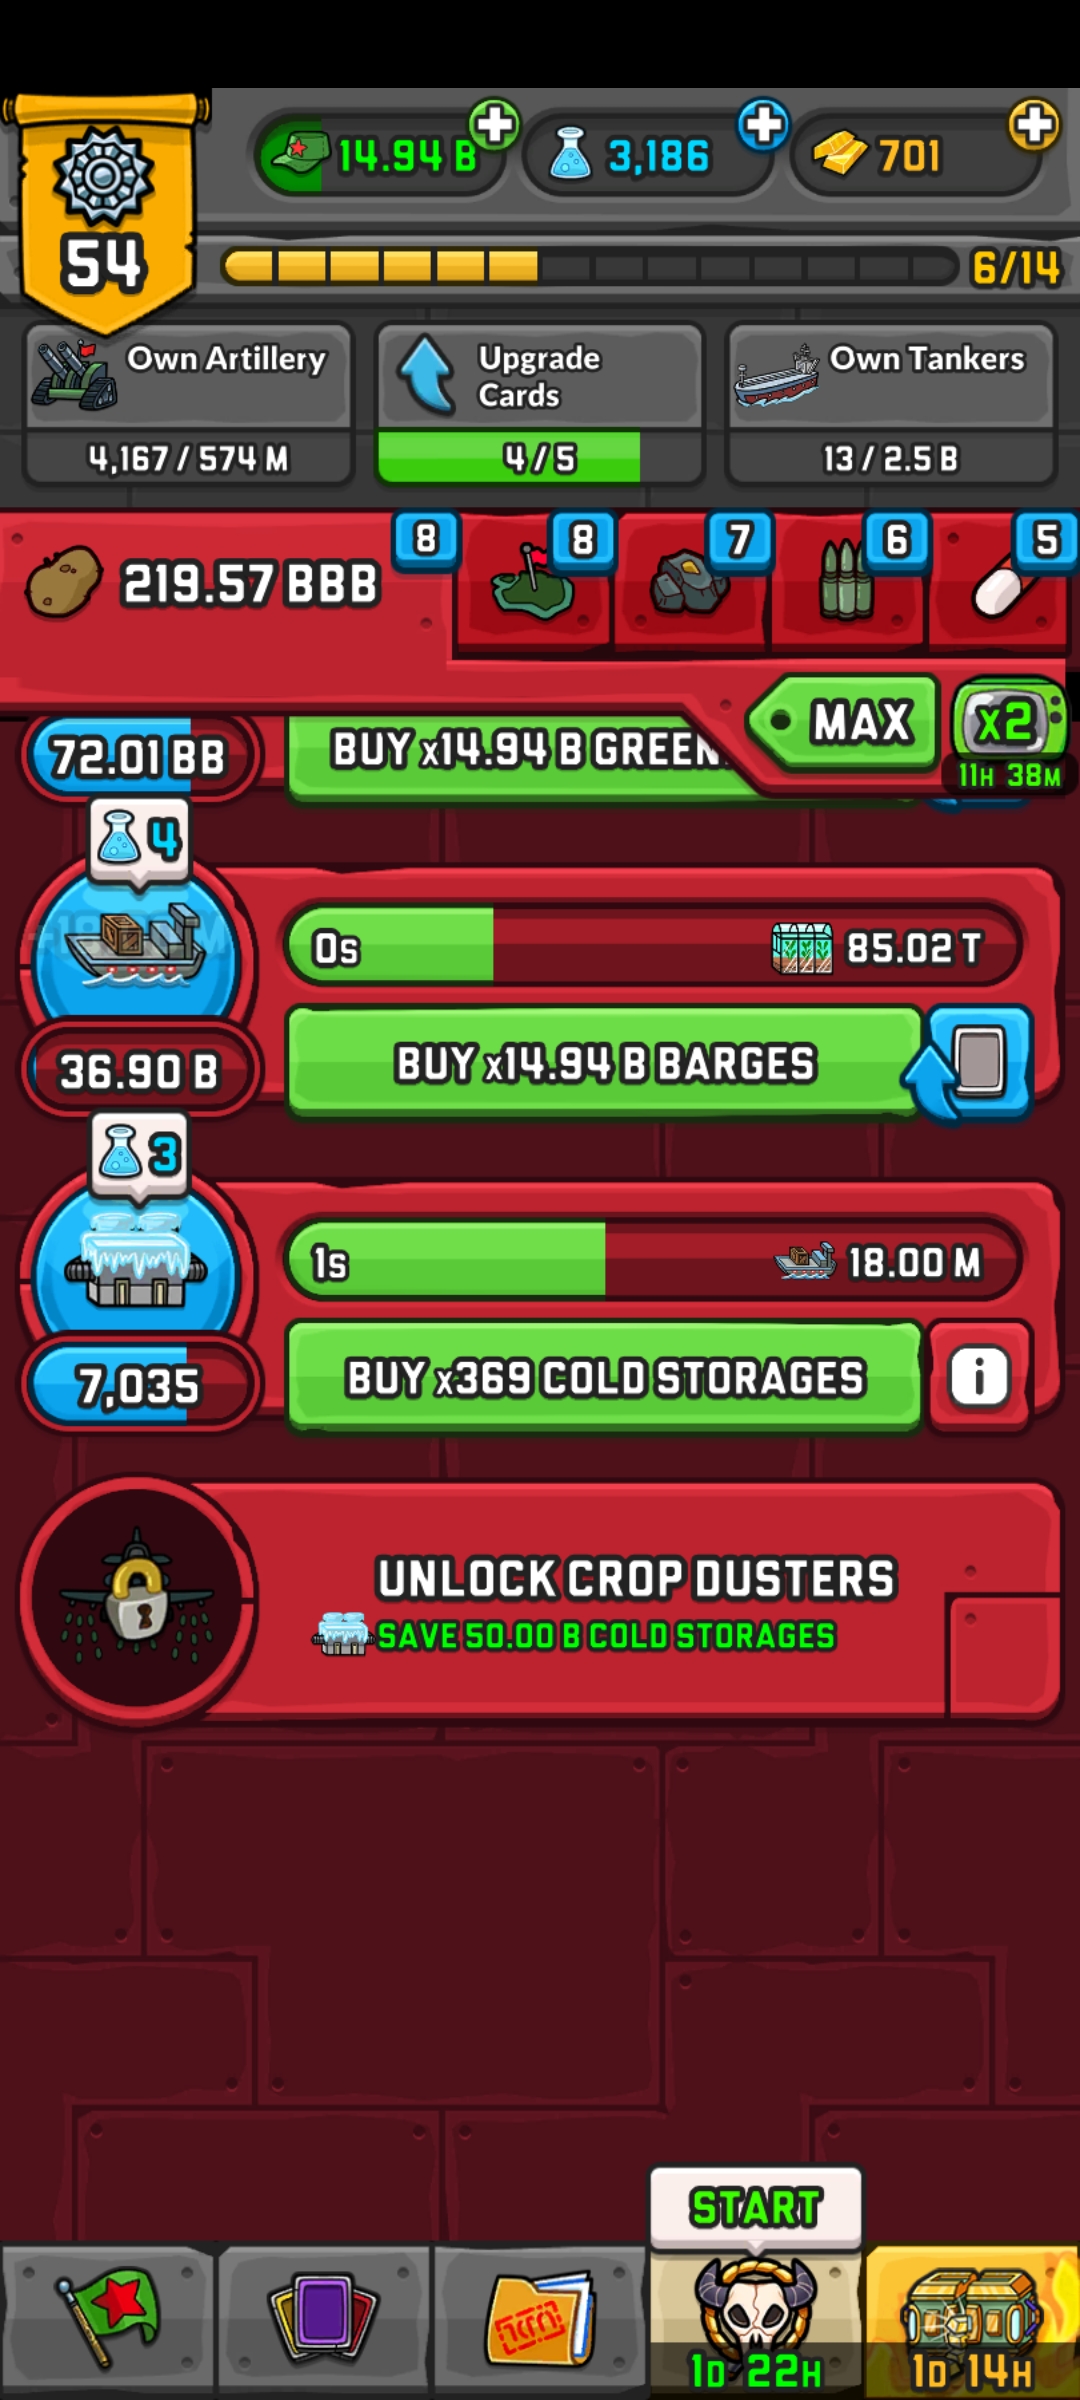 14.94 B
3,186
701
54
6/14
Own Artillery
4,167 / 574 M
Upgrade
Cards
4 / 5
Own Tankers
13 / 2.5 B
219.57 BBB
8
8
7
6
5
MAX
x2
11H 38M
72.01 BB
BUY x14.94 B GREEN
4
0s
85.02 T
36.90 B
BUY x14.94 B BARGES
3
1s
18.00 M
7,035
BUY x369 COLD STORAGES
i
UNLOCK CROP DUSTERS
SAVE 50.00 B COLD STORAGES
START
1D 22H
1D 14H